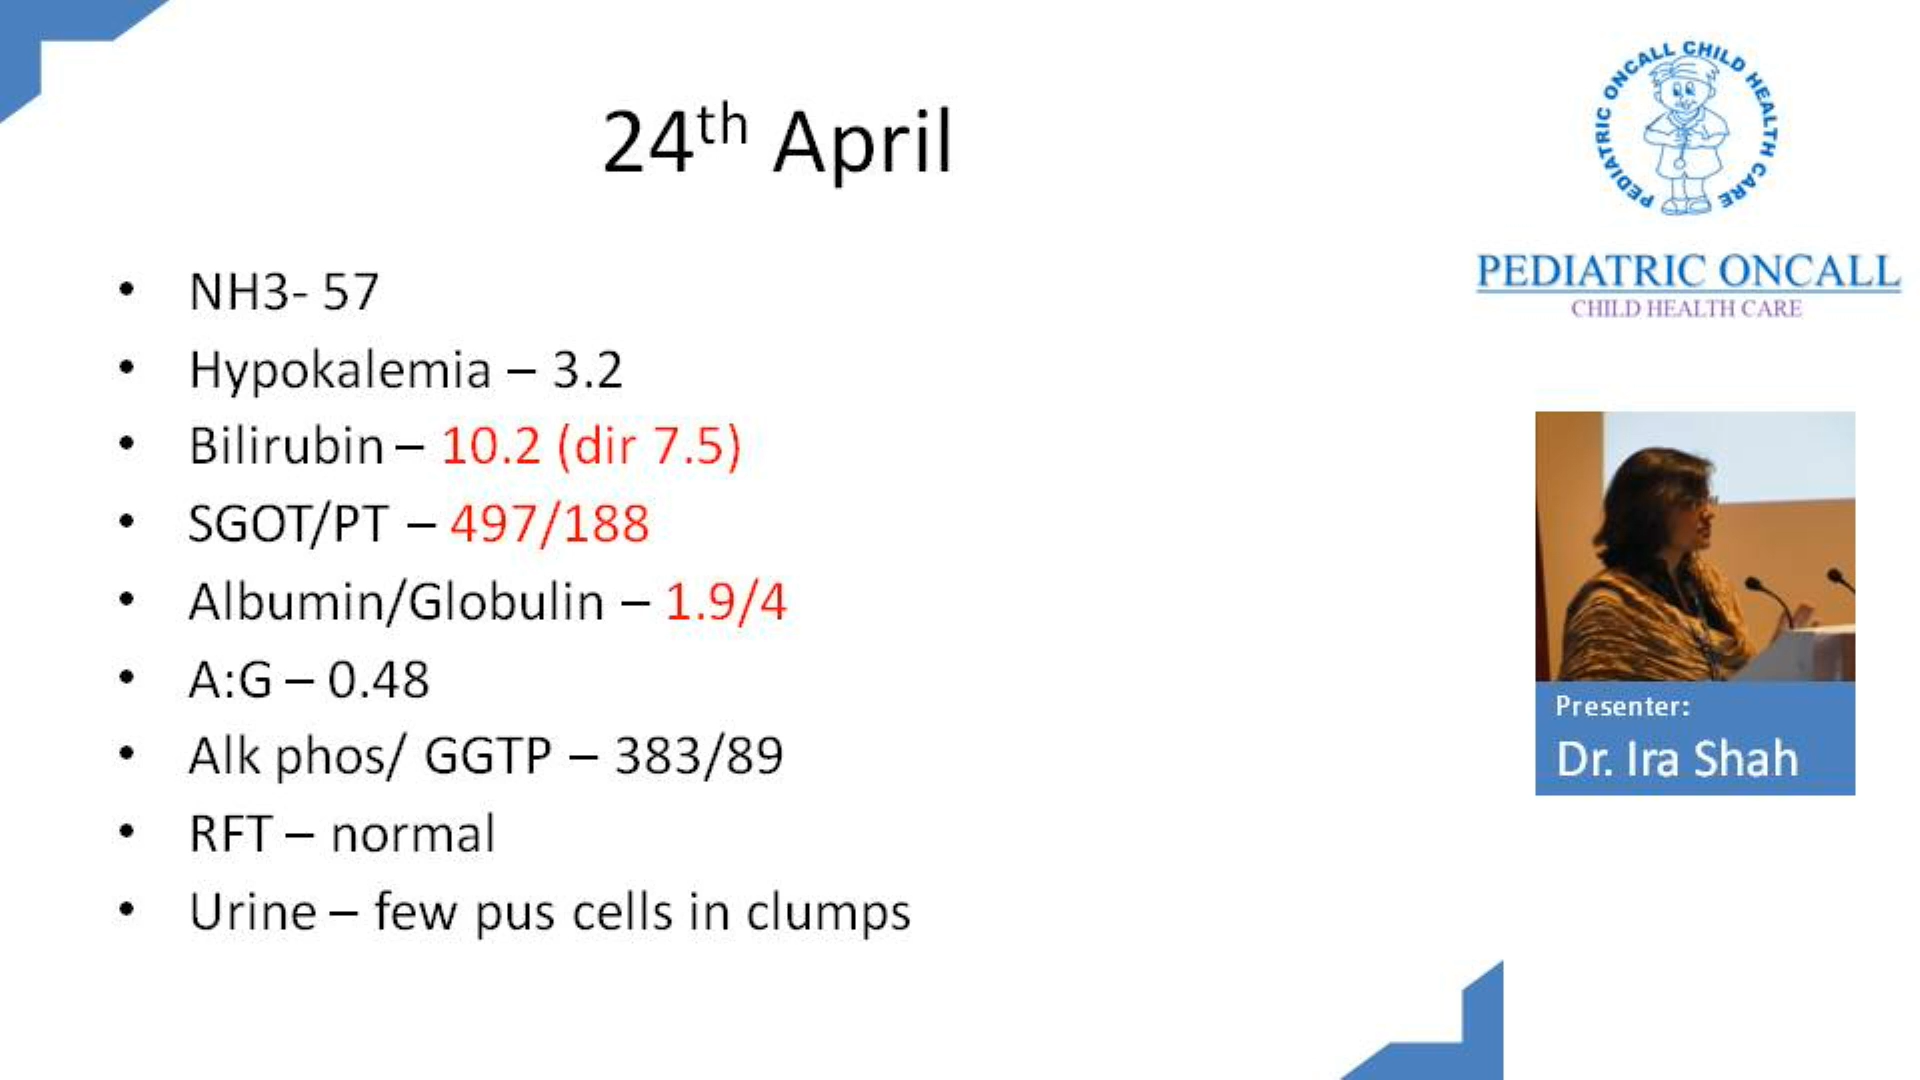 24th April
• NH3- 57
• Hypokalemia – 3.2
• Bilirubin – 10.2 (dir 7.5)
• SGOT/PT – 497/188
• Albumin/Globulin – 1.9/4
• A:G – 0.48
• Alk phos/ GGTP – 383/89
• RFT – normal
• Urine – few pus cells in clumps
PEDIATRIC ONCALL CHILD HEALTH CARE
PEDIATRIC ONCALL
CHILD HEALTH CARE
Presenter:
Dr. Ira Shah